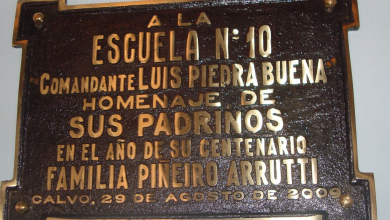 A LA
ESCUELA Nº 10
"COMANDANTE LUIS PIEDRA BUENA"
HOMENAJE DE
SUS PADRINOS
EN EL AÑO DE SU CENTENARIO
FAMILIA PIÑEIRO ARRUTTI
CALVO, 29 DE AGOSTO DE 2009